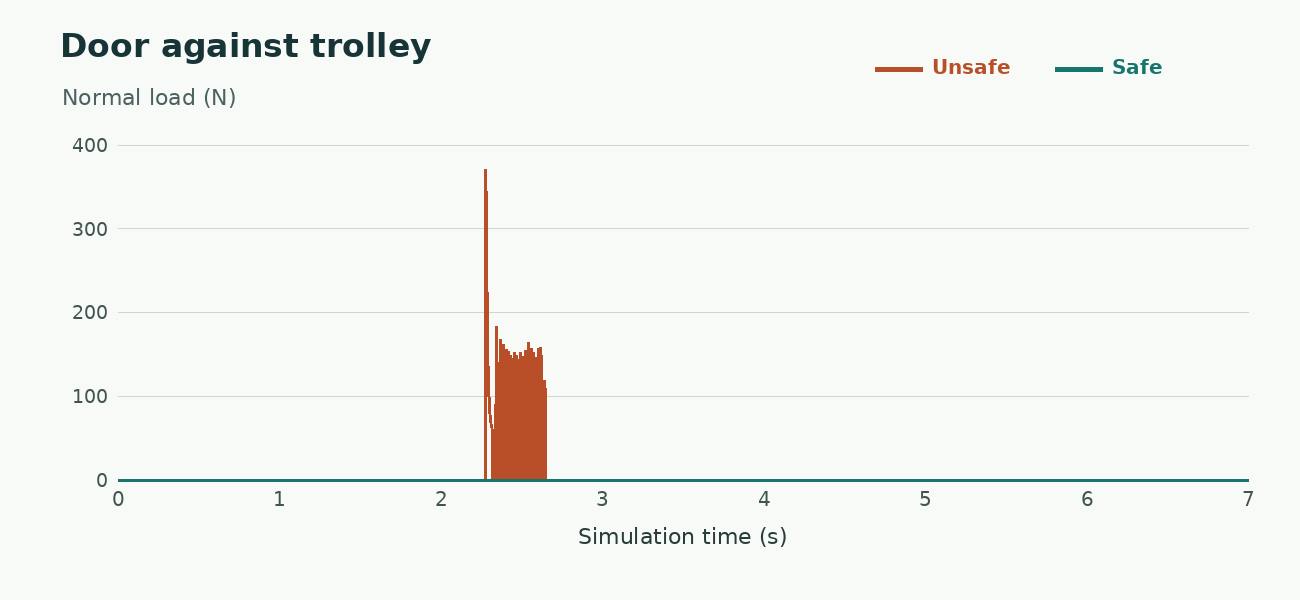 Door against trolley
Unsafe
Safe
Normal load (N)
400
300
200
100
0
0 1 2 3 4 5 6 7
Simulation time (s)